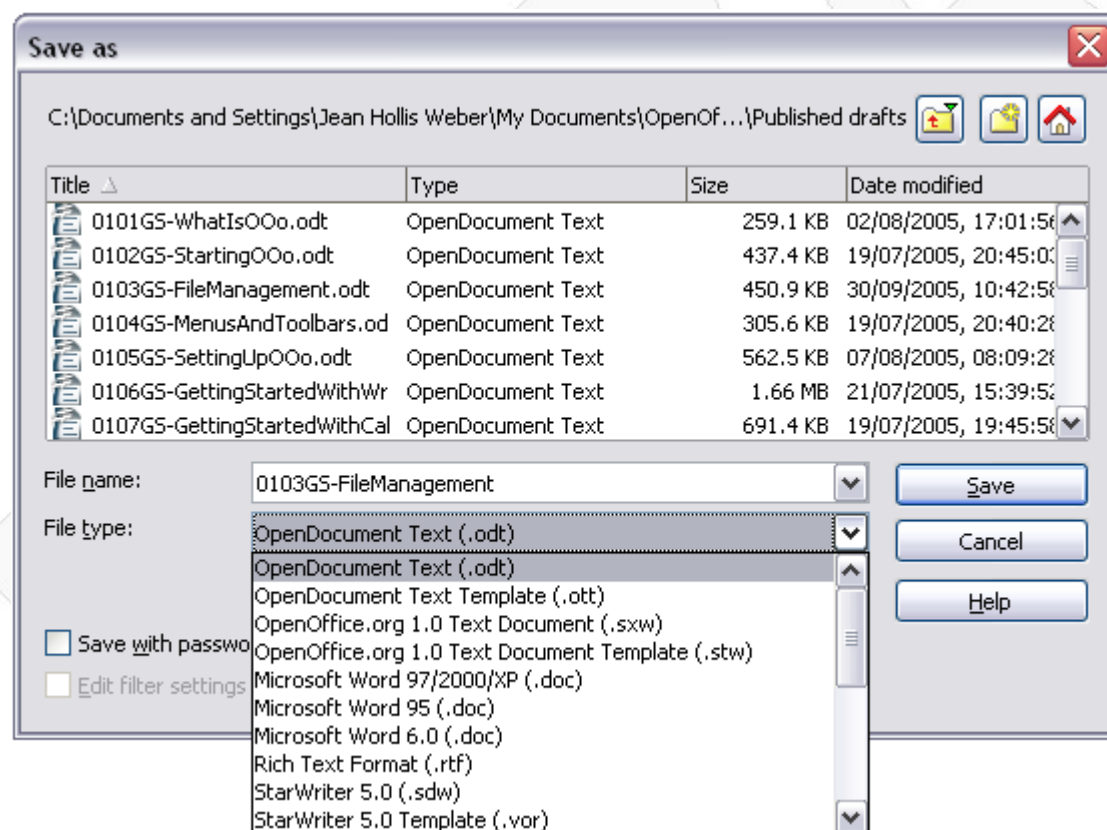 Save as
C:\Documents and Settings\Jean Hollis Weber\My Documents\OpenOf...\Published drafts
Title Type Size Date modified
0101GS-WhatIsOOo.odt OpenDocument Text 259.1 KB 02/08/2005, 17:01:56
0102GS-StartingOOo.odt OpenDocument Text 437.4 KB 19/07/2005, 20:45:03
0103GS-FileManagement.odt OpenDocument Text 450.9 KB 30/09/2005, 10:42:58
0104GS-MenusAndToolbars.od OpenDocument Text 305.6 KB 19/07/2005, 20:40:28
0105GS-SettingUpOOo.odt OpenDocument Text 562.5 KB 07/08/2005, 08:09:28
0106GS-GettingStartedWithWr OpenDocument Text 1.66 MB 21/07/2005, 15:39:52
0107GS-GettingStartedWithCal OpenDocument Text 691.4 KB 19/07/2005, 19:45:58
File name: 0103GS-FileManagement Save
File type: OpenDocument Text (.odt) Cancel
OpenDocument Text (.odt)
OpenDocument Text Template (.ott) Help
OpenOffice.org 1.0 Text Document (.sxw)
Save with passwo OpenOffice.org 1.0 Text Document Template (.stw)
Edit filter settings Microsoft Word 97/2000/XP (.doc)
Microsoft Word 95 (.doc)
Microsoft Word 6.0 (.doc)
Rich Text Format (.rtf)
StarWriter 5.0 (.sdw)
StarWriter 5.0 Template (.vor)